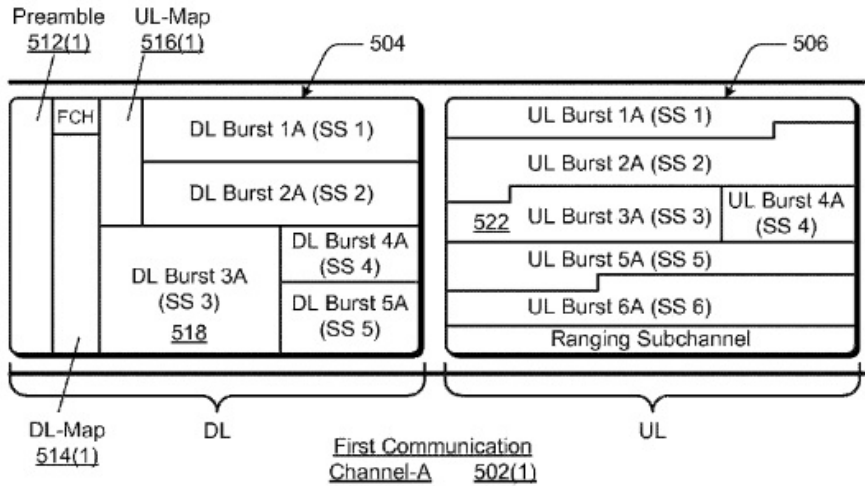 Preamble
512(1)
UL-Map
516(1)
504
506
FCH
DL Burst 1A (SS 1)
DL Burst 2A (SS 2)
DL Burst 3A
(SS 3)
518
DL Burst 4A
(SS 4)
DL Burst 5A
(SS 5)
UL Burst 1A (SS 1)
UL Burst 2A (SS 2)
522
UL Burst 3A (SS 3)
UL Burst 4A
(SS 4)
UL Burst 5A (SS 5)
UL Burst 6A (SS 6)
Ranging Subchannel
DL-Map
514(1)
DL
UL
First Communication
Channel-A 502(1)